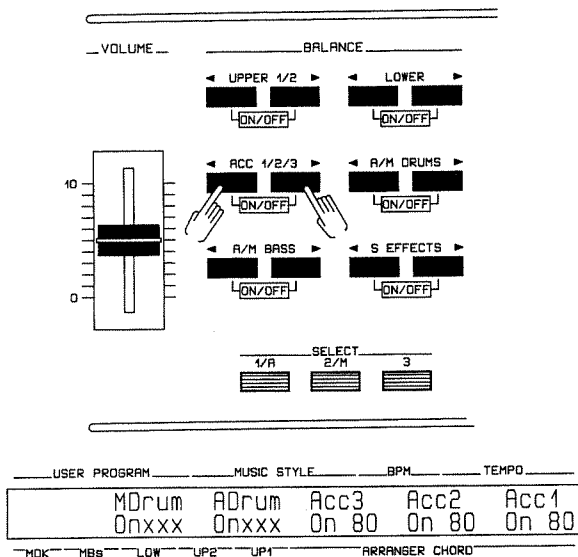 VOLUME BALANCE
◄ UPPER 1/2 ► ◄ LOWER ►
ON/OFF ON/OFF
◄ ACC 1/2/3 ► ◄ A/M DRUMS ►
ON/OFF ON/OFF
10
◄ A/M BASS ► ◄ S EFFECTS ►
ON/OFF ON/OFF
0
SELECT
1/A 2/M 3
USER PROGRAM MUSIC STYLE BPM TEMPO
MDrum ADrum Acc3 Acc2 Acc1
Onxxx Onxxx On 80 On 80 On 80
MDK MBs LOW UP2 UP1 ARRANGER CHORD